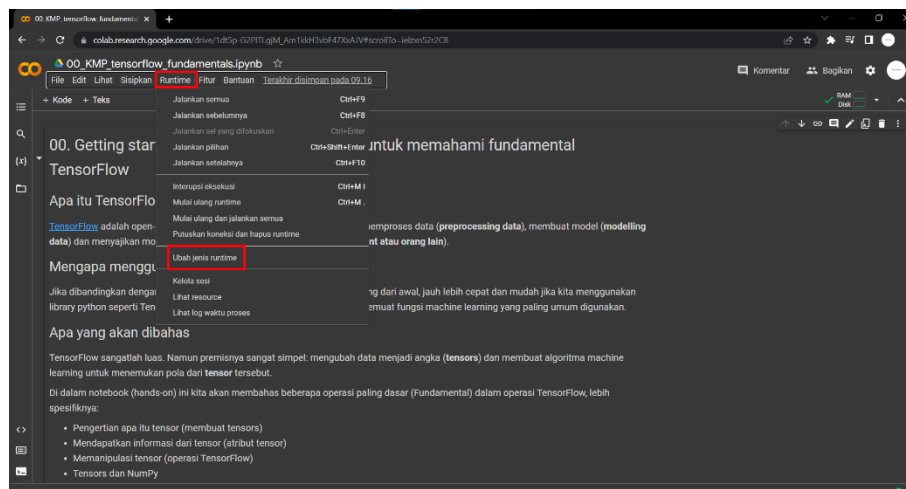 00_KMP_tensorflow_fundamental
colab.research.google.com/drive/1dt5p-G2PITLgjM_Am1kkH3vbF47XxAJV#scrollTo=
00_KMP_tensorflow_fundamentals.ipynb
Komentar
Bagikan
File Edit Lihat Sisipkan Runtime Fitur Bantuan Terakhir disimpan pada 09.16
+ Kode + Teks
RAM
Disk
Jalankan semua Ctrl+F9
Jalankan sebelumnya Ctrl+F8
Jalankan sel yang difokuskan Ctrl+Enter
Jalankan pilihan Ctrl+Shift+Enter
Jalankan setelahnya Ctrl+F10
Interupsi eksekusi Ctrl+M I
Mulai ulang runtime Ctrl+M .
Mulai ulang dan jalankan semua
Putuskan koneksi dan hapus runtime
Ubah jenis runtime
Kelola sesi
Lihat resource
Lihat log waktu proses
{x}
00. Getting star untuk memahami fundamental
TensorFlow
Apa itu TensorFlo
TensorFlow adalah open- emproses data (preprocessing data), membuat model (modelling
data) dan menyajikan mo nt atau orang lain).
Mengapa menggu
Jika dibandingkan dengan ng dari awal, jauh lebih cepat dan mudah jika kita menggunakan
library python seperti Ten emuat fungsi machine learning yang paling umum digunakan.
Apa yang akan dibahas
TensorFlow sangatlah luas. Namun premisnya sangat simpel: mengubah data menjadi angka (tensors) dan membuat algoritma machine
learning untuk menemukan pola dari tensor tersebut.
Di dalam notebook (hands-on) ini kita akan membahas beberapa operasi paling dasar (Fundamental) dalam operasi TensorFlow, lebih
spesifiknya:
• Pengertian apa itu tensor (membuat tensors)
• Mendapatkan informasi dari tensor (atribut tensor)
• Memanipulasi tensor (operasi TensorFlow)
• Tensors dan NumPy